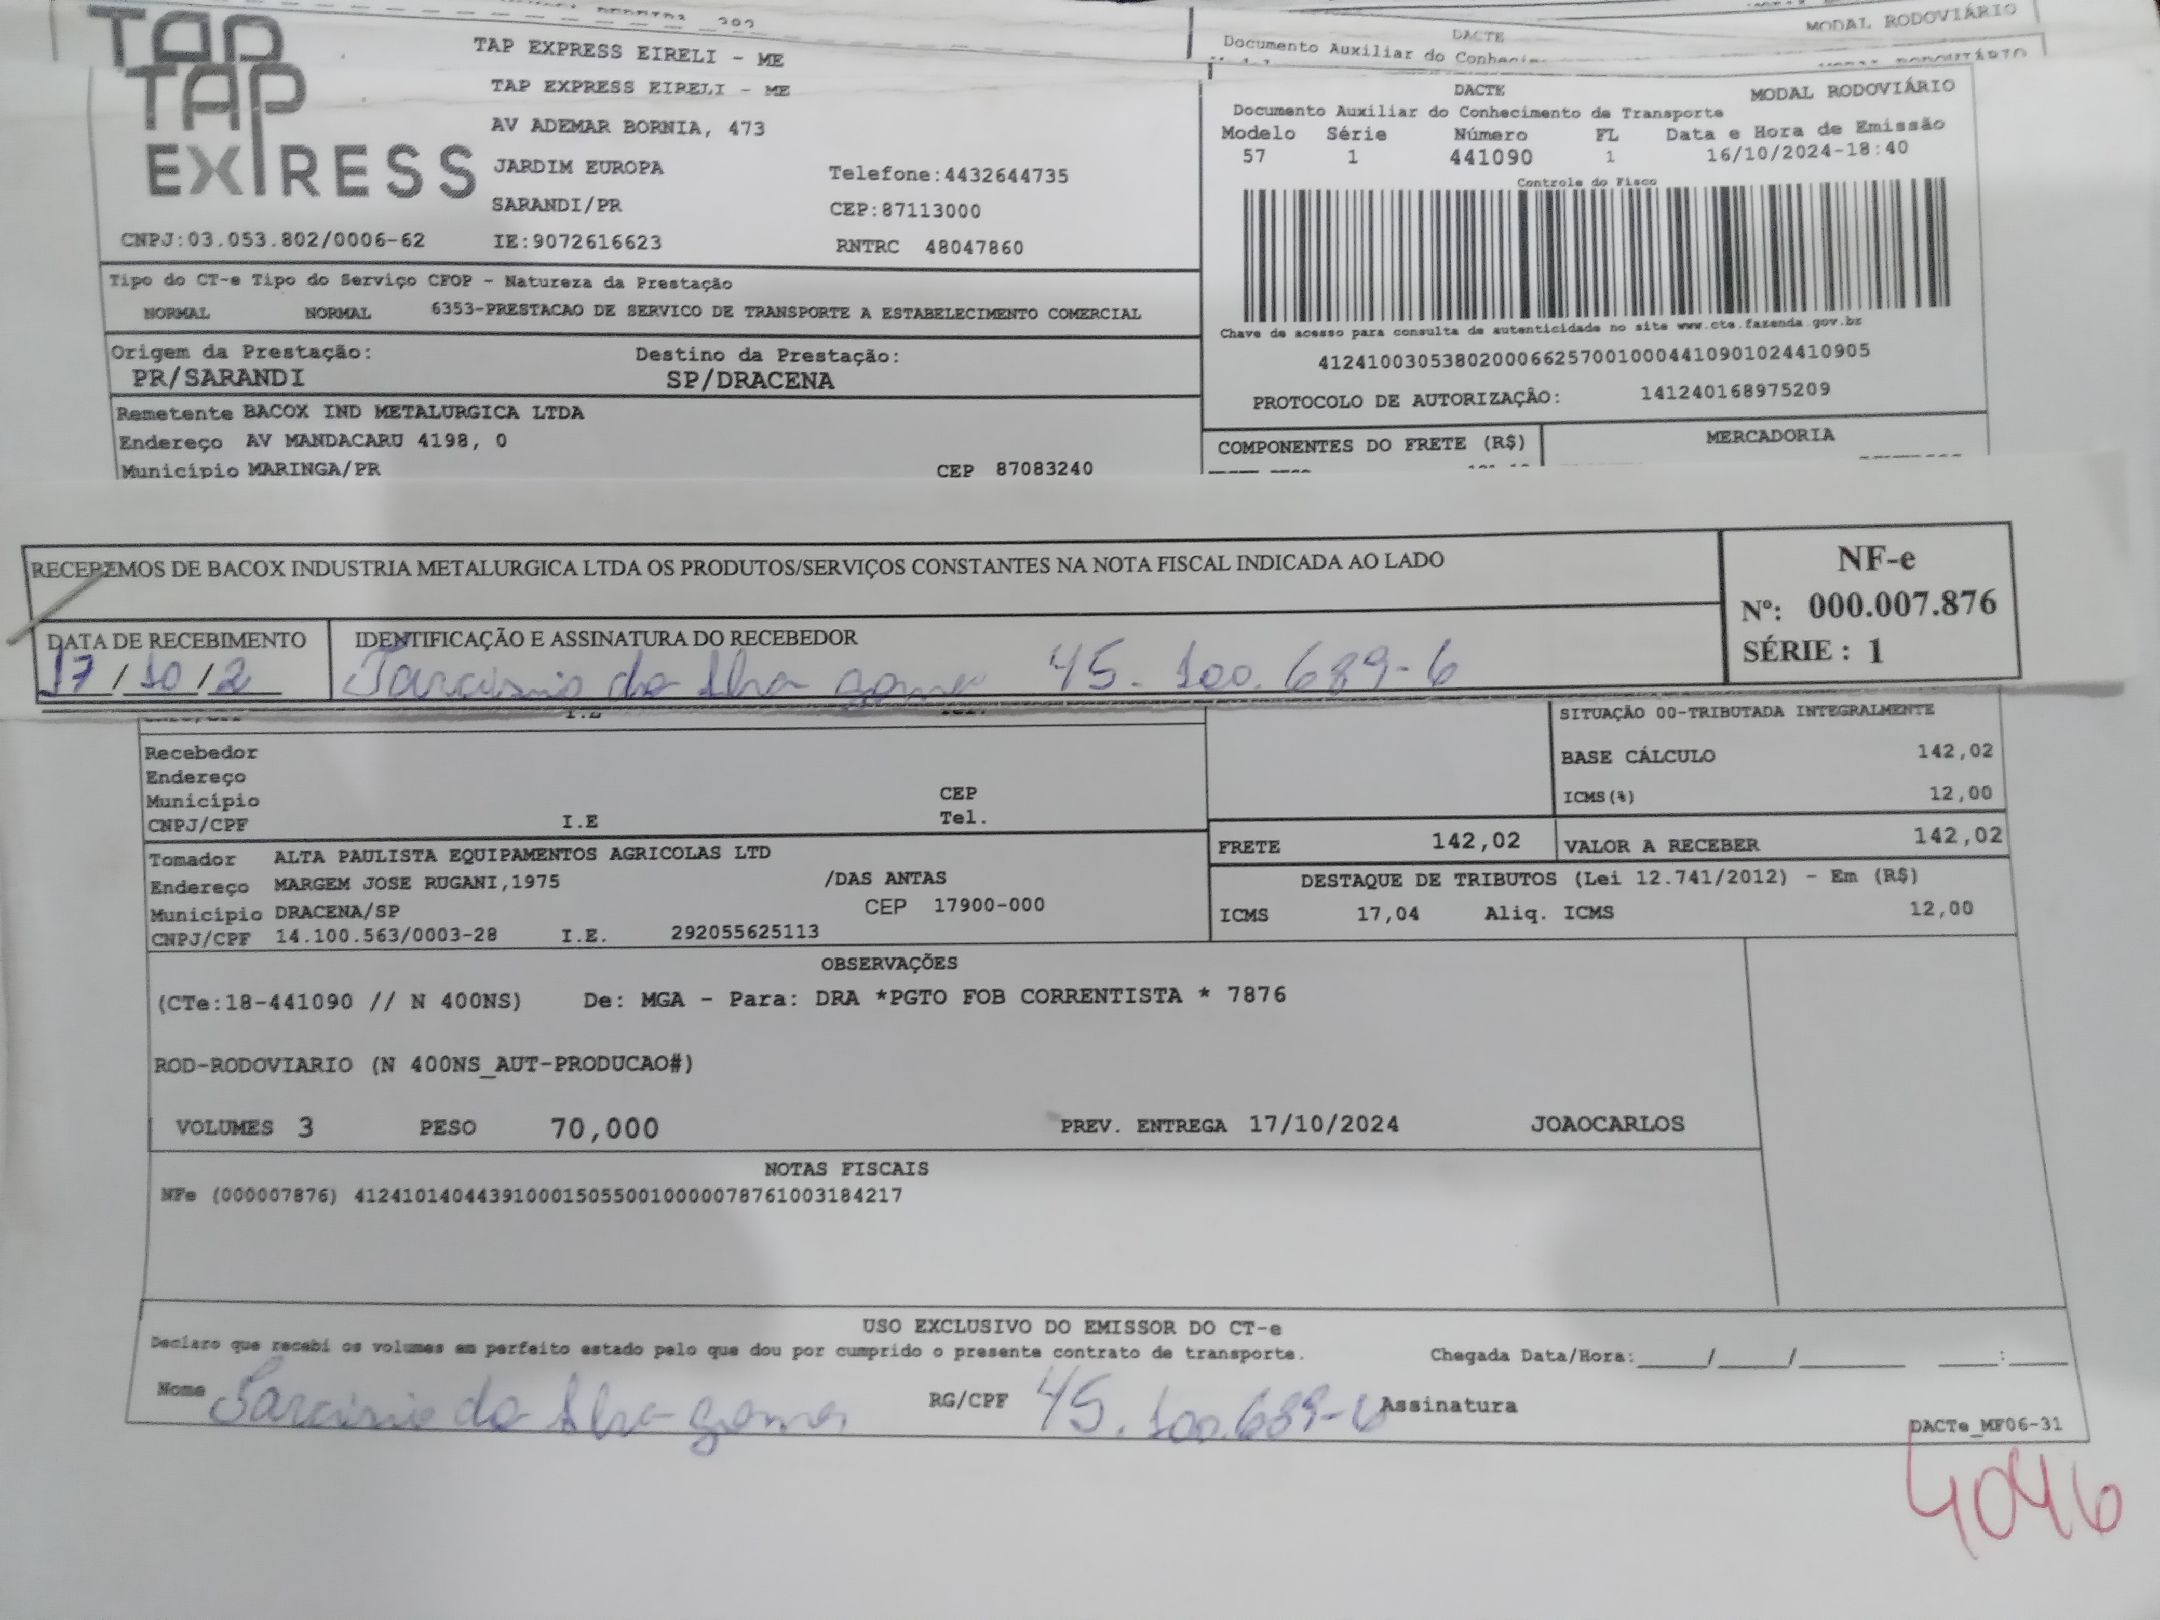 TAP
TAP EXPRESS EIRELI - ME
DACTE
MODAL RODOVIÁRIO
Documento Auxiliar do
TAP
EXPRESS
TAP EXPRESS EIRELI - ME
AV ADEMAR BORNIA, 473
JARDIM EUROPA
Telefone:4432644735
SARANDI/PR
CEP:87113000
CNPJ:03.053.802/0006-62
IE:9072616623
RNTRC 48047860
DACTE
MODAL RODOVIÁRIO
Documento Auxiliar do Conhecimento de Transporte
Modelo Série Número FL Data e Hora de Emissão
57 1 441090 1 16/10/2024-18:40
Controle do Fisco
Chave de acesso para consulta de autenticidade no site www.cte.fazenda.gov.br
41241003053802000662570010004410901024410905
PROTOCOLO DE AUTORIZAÇÃO: 141240168975209
Tipo do CT-e Tipo do Serviço CFOP - Natureza da Prestação
NORMAL NORMAL 6353-PRESTACAO DE SERVICO DE TRANSPORTE A ESTABELECIMENTO COMERCIAL
Origem da Prestação: Destino da Prestação:
PR/SARANDI SP/DRACENA
Remetente BACOX IND METALURGICA LTDA
Endereço AV MANDACARU 4198, 0
Município MARINGA/PR CEP 87083240
COMPONENTES DO FRETE (R$) MERCADORIA
RECEBEMOS DE BACOX INDUSTRIA METALURGICA LTDA OS PRODUTOS/SERVIÇOS CONSTANTES NA NOTA FISCAL INDICADA AO LADO
NF-e
Nº: 000.007.876
SÉRIE : 1
DATA DE RECEBIMENTO IDENTIFICAÇÃO E ASSINATURA DO RECEBEDOR
17/10/2 45.100.689-6
SITUAÇÃO 00-TRIBUTADA INTEGRALMENTE
BASE CÁLCULO 142,02
ICMS(%) 12,00
Recebedor
Endereço
Município CEP
CNPJ/CPF I.E Tel.
FRETE 142,02 VALOR A RECEBER 142,02
Tomador ALTA PAULISTA EQUIPAMENTOS AGRICOLAS LTD
Endereço MARGEM JOSE RUGANI,1975 /DAS ANTAS
Município DRACENA/SP CEP 17900-000
CNPJ/CPF 14.100.563/0003-28 I.E. 292055625113
DESTAQUE DE TRIBUTOS (Lei 12.741/2012) - Em (R$)
ICMS 17,04 Aliq. ICMS 12,00
OBSERVAÇÕES
(CTe:18-441090 // N 400NS) De: MGA - Para: DRA *PGTO FOB CORRENTISTA * 7876
ROD-RODOVIARIO (N 400NS_AUT-PRODUCAO#)
VOLUMES 3 PESO 70,000 PREV. ENTREGA 17/10/2024 JOAOCARLOS
NOTAS FISCAIS
NFe (000007876) 41241014044391000150550010000078761003184217
USO EXCLUSIVO DO EMISSOR DO CT-e
Declaro que recebi os volumes em perfeito estado pelo que dou por cumprido o presente contrato de transporte. Chegada Data/Hora:____/____/________ ____:____
Nome RG/CPF 45.100.689-6 Assinatura
DACTe_MF06-31
4046